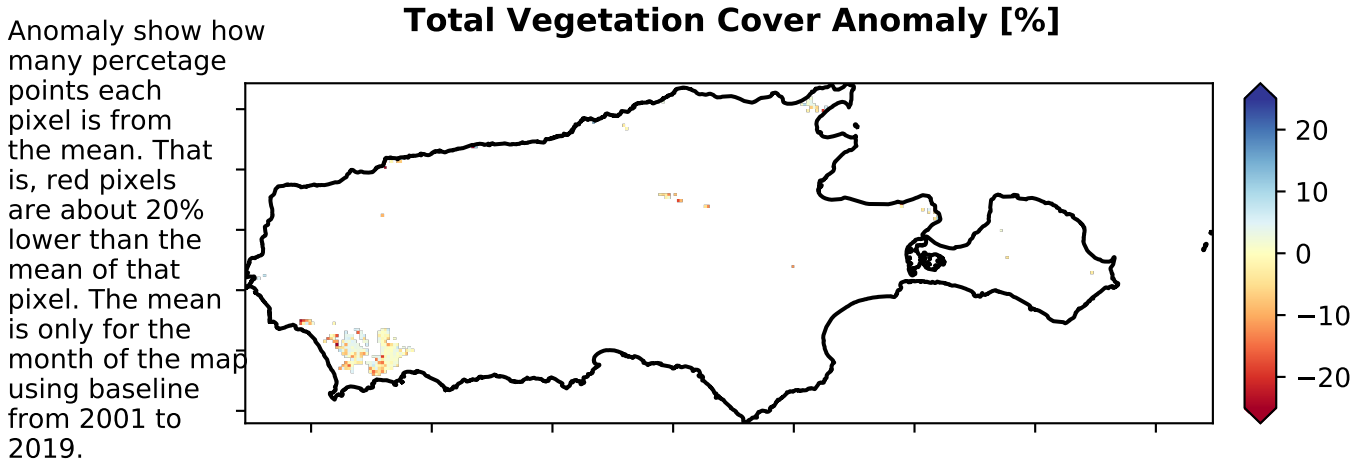 Total Vegetation Cover Anomaly [%]
Anomaly show how
many percetage
points each
pixel is from
the mean. That
is, red pixels
are about 20%
lower than the
mean of that
pixel. The mean
is only for the
month of the map
using baseline
from 2001 to
2019.
20
10
0
−10
−20